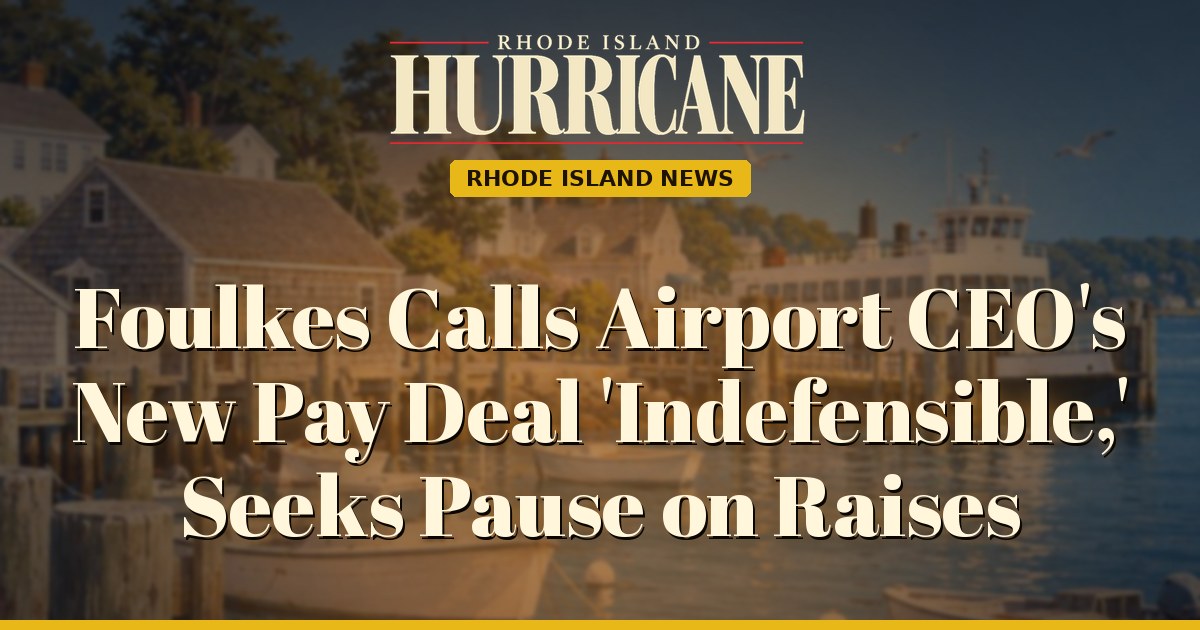 RHODE ISLAND
HURRICANE
RHODE ISLAND NEWS
Foulkes Calls Airport CEO's
New Pay Deal 'Indefensible,'
Seeks Pause on Raises